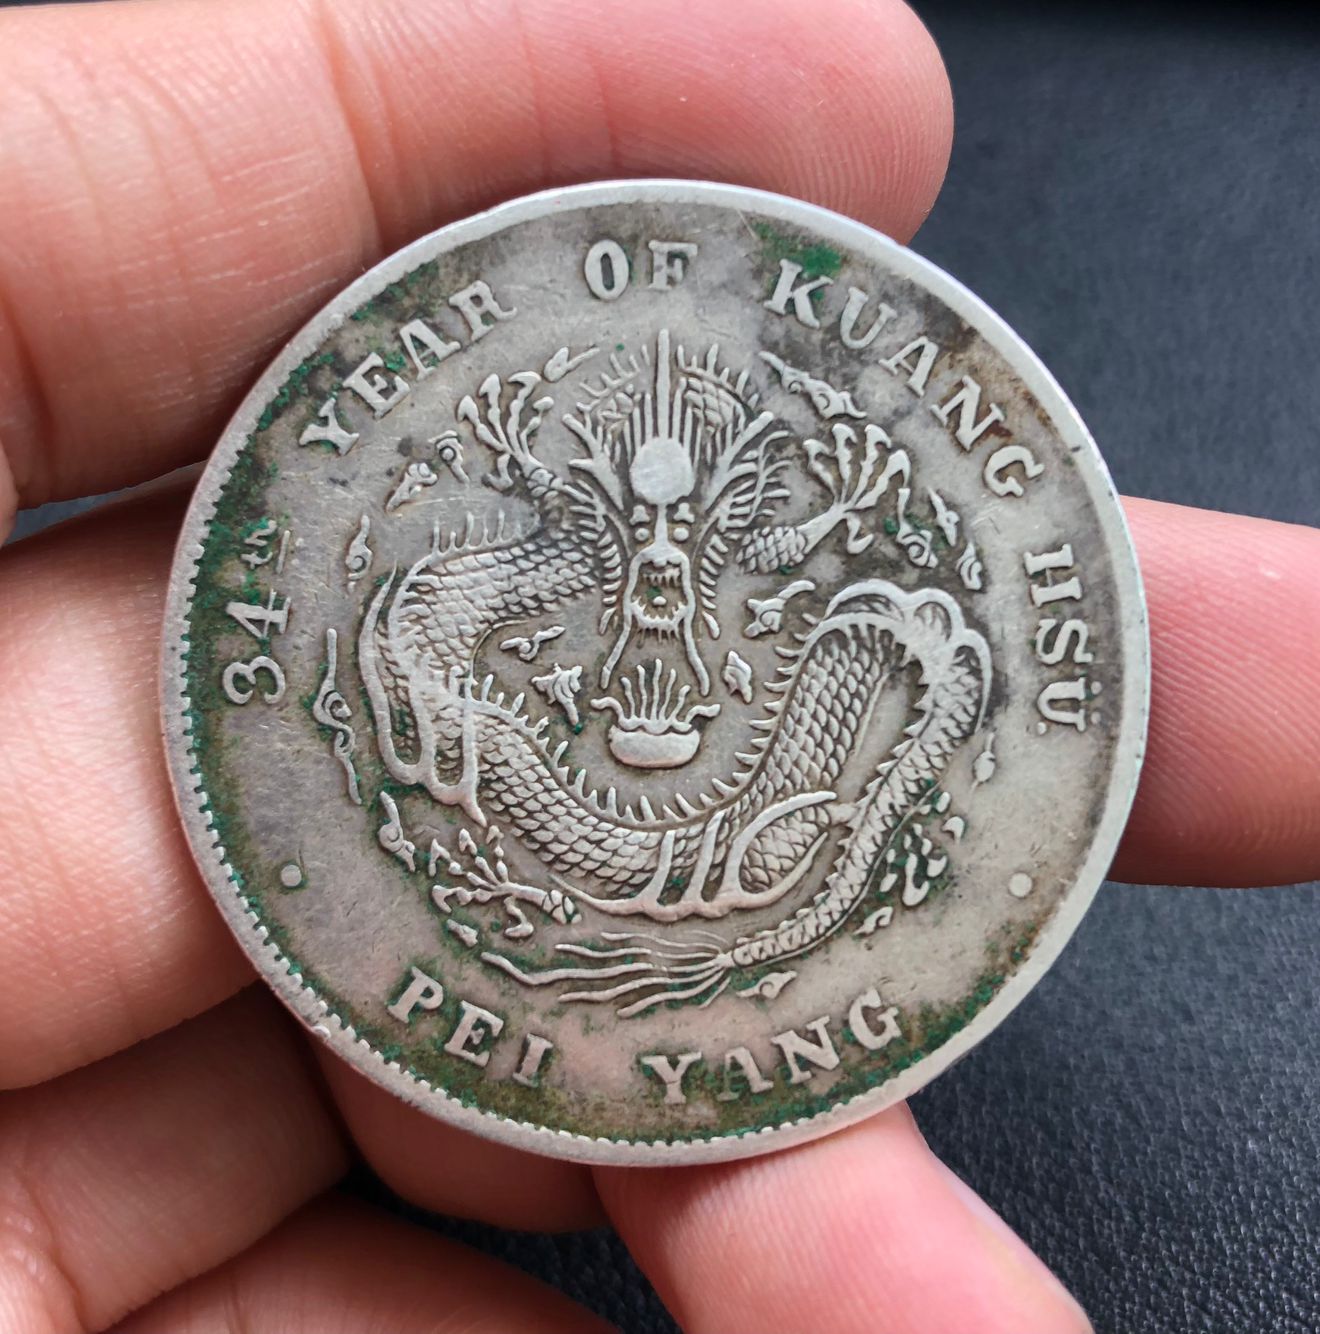 34th YEAR OF KUANG HSÜ
PEI YANG